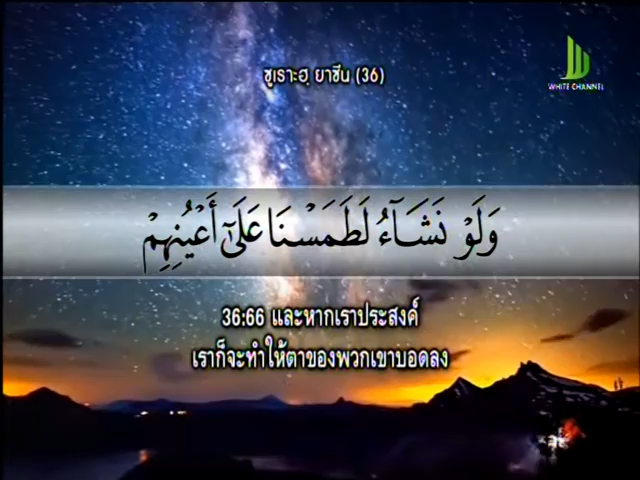 ซูเราะฮฺ ยาซีน (36)
WHITE CHANNEL
وَلَوْ نَشَآءُ لَطَمَسْنَا عَلَىٰٓ أَعْيُنِهِمْ
36:66 และหากเราประสงค์
เราก็จะทำให้ตาของพวกเขาบอดลง